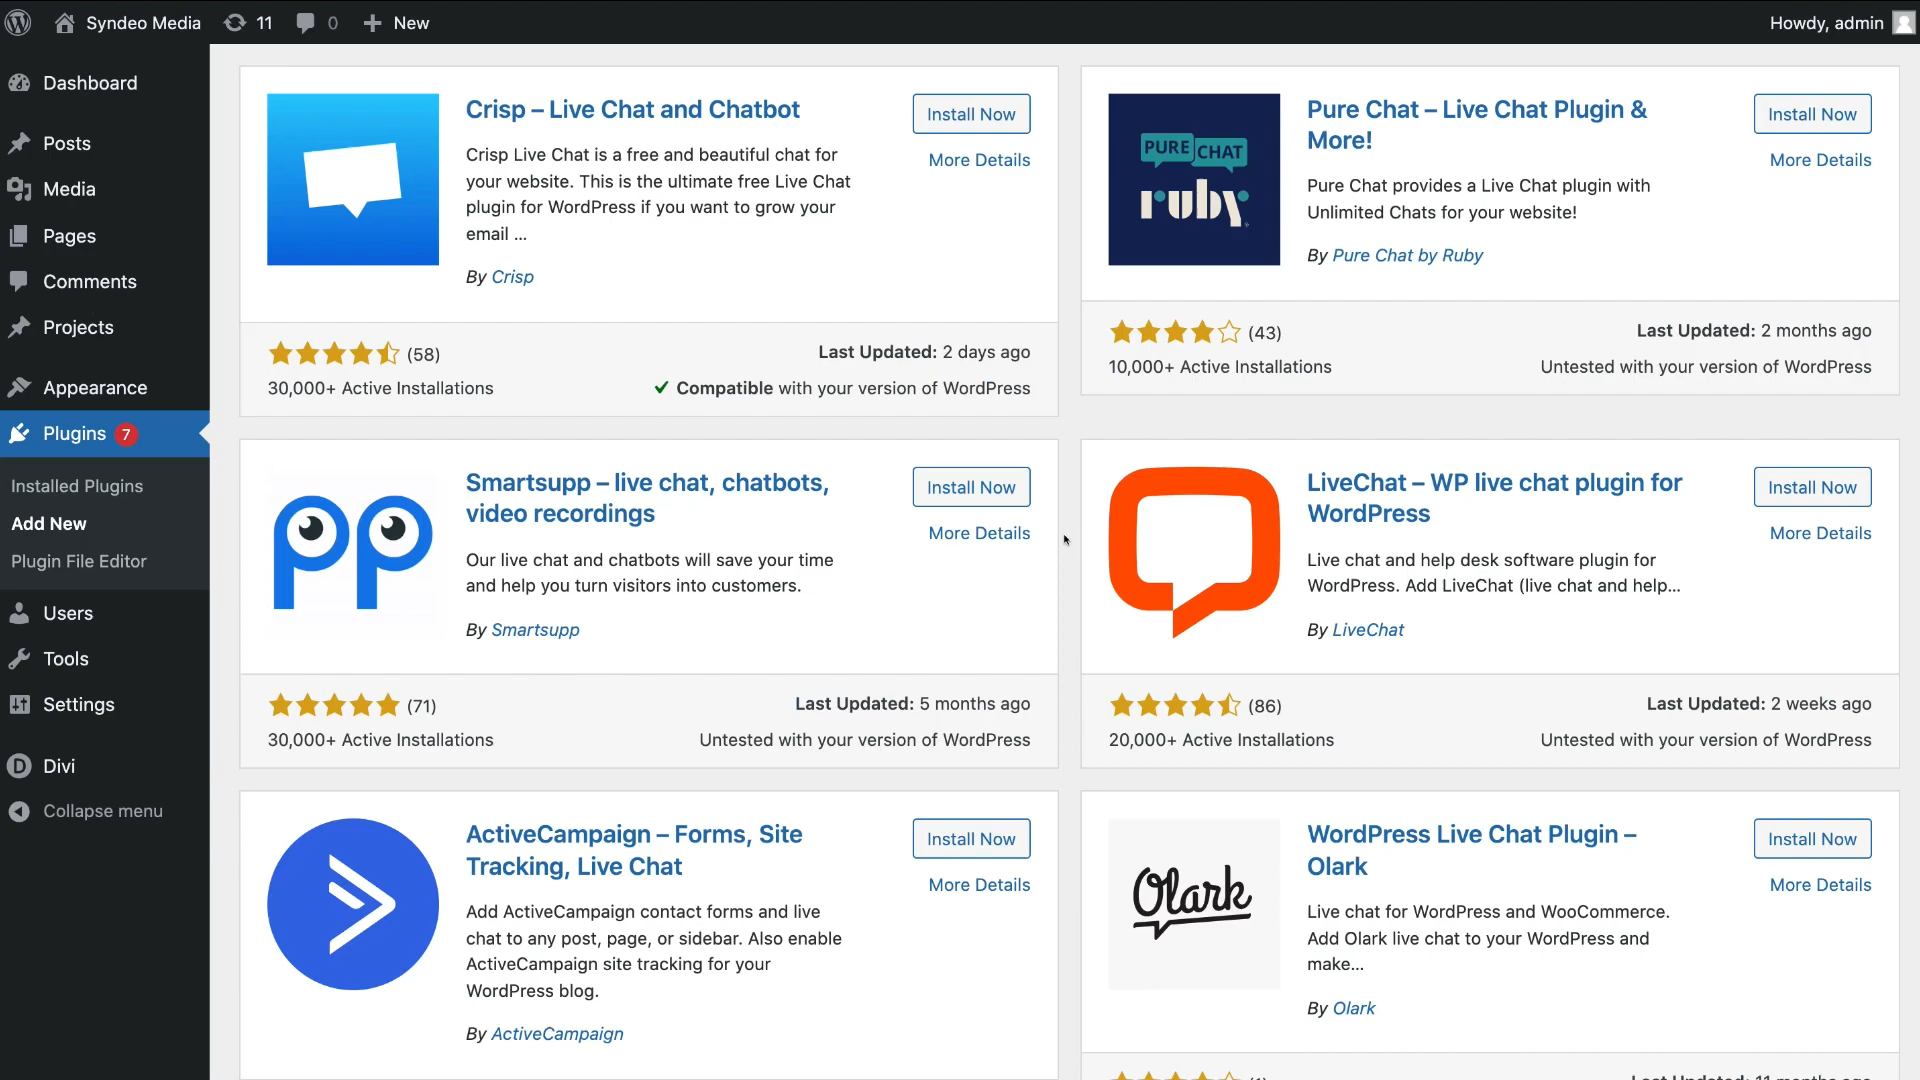 Syndeo Media 11 0 New Howdy, admin
Dashboard
Posts
Media
Pages
Comments
Projects
Appearance
Plugins 7
Installed Plugins
Add New
Plugin File Editor
Users
Tools
Settings
Divi
Collapse menu
Crisp – Live Chat and Chatbot
Install Now
More Details
Crisp Live Chat is a free and beautiful chat for
your website. This is the ultimate free Live Chat
plugin for WordPress if you want to grow your
email ...
By Crisp
(58)
Last Updated: 2 days ago
30,000+ Active Installations
Compatible with your version of WordPress
PURE CHAT
ruby
Pure Chat – Live Chat Plugin &
More!
Install Now
More Details
Pure Chat provides a Live Chat plugin with
Unlimited Chats for your website!
By Pure Chat by Ruby
(43)
Last Updated: 2 months ago
10,000+ Active Installations
Untested with your version of WordPress
Smartsupp – live chat, chatbots,
video recordings
Install Now
More Details
Our live chat and chatbots will save your time
and help you turn visitors into customers.
By Smartsupp
(71)
Last Updated: 5 months ago
30,000+ Active Installations
Untested with your version of WordPress
LiveChat – WP live chat plugin for
WordPress
Install Now
More Details
Live chat and help desk software plugin for
WordPress. Add LiveChat (live chat and help...
By LiveChat
(86)
Last Updated: 2 weeks ago
20,000+ Active Installations
Untested with your version of WordPress
ActiveCampaign – Forms, Site
Tracking, Live Chat
Install Now
More Details
Add ActiveCampaign contact forms and live
chat to any post, page, or sidebar. Also enable
ActiveCampaign site tracking for your
WordPress blog.
By ActiveCampaign
Olark
WordPress Live Chat Plugin –
Olark
Install Now
More Details
Live chat for WordPress and WooCommerce.
Add Olark live chat to your WordPress and
make...
By Olark